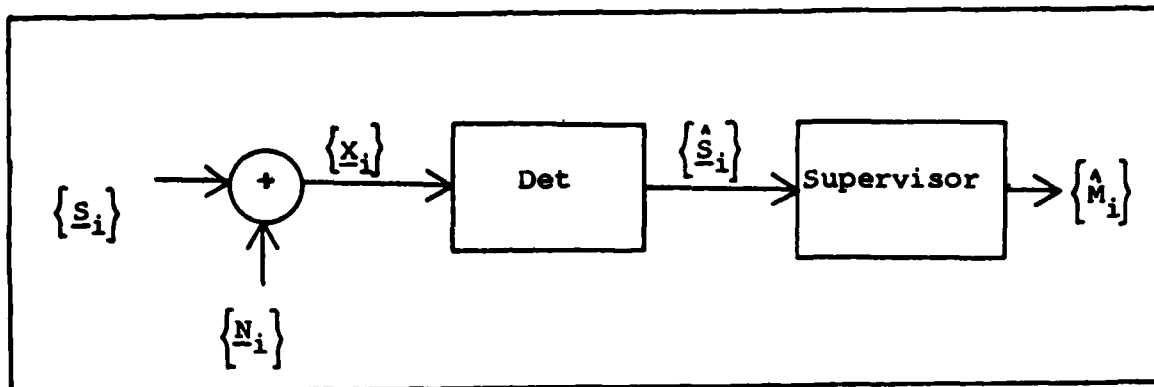 {X_i}
{Ŝ_i}
+
Det
Supervisor
{M̂_i}
{S_i}
{N_i}